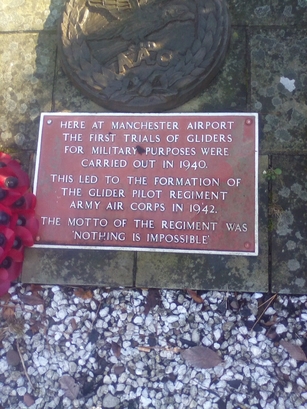 HERE AT MANCHESTER AIRPORT
THE FIRST TRIALS OF GLIDERS
FOR MILITARY PURPOSES WERE
CARRIED OUT IN 1940.
THIS LED TO THE FORMATION OF
THE GLIDER PILOT REGIMENT
ARMY AIR CORPS IN 1942.
THE MOTTO OF THE REGIMENT WAS
'NOTHING IS IMPOSSIBLE'